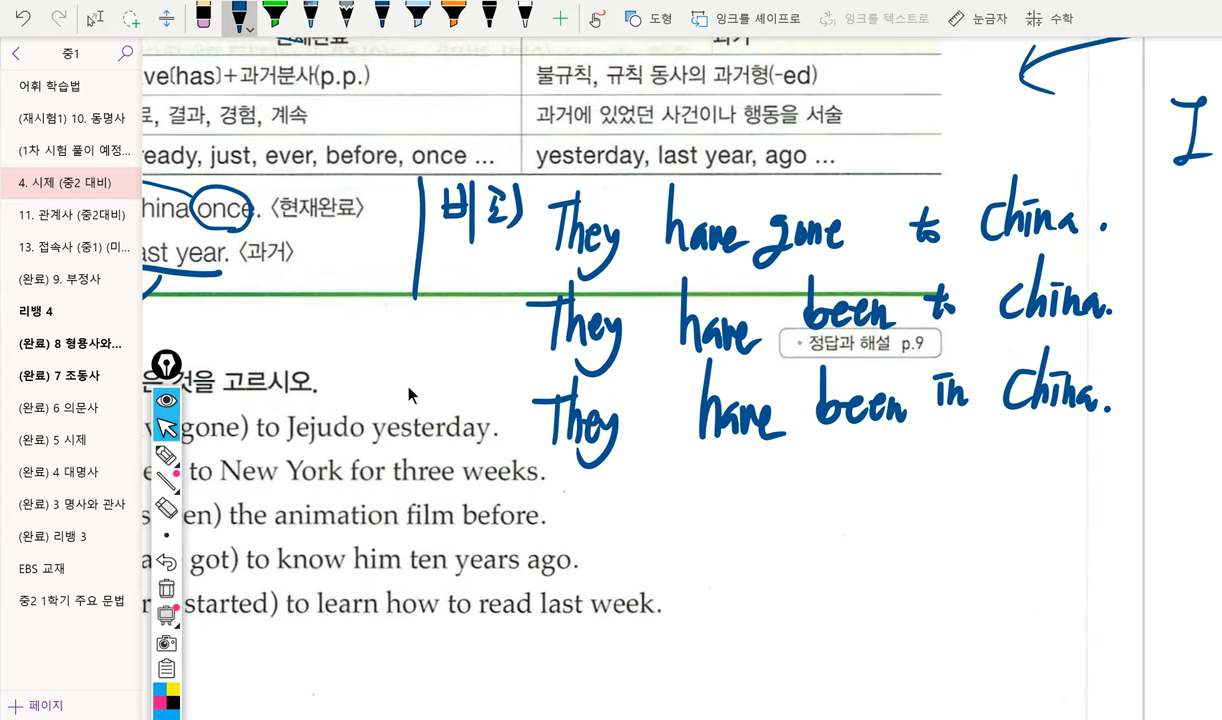 도형
잉크를 셰이프로
잉크를 텍스트로
눈금자
수학
중1
어휘 학습법
(재시험1) 10. 동명사
(1차 시험 풀이 예정...
4. 시제 (중2 대비)
11. 관계사 (중2대비)
13. 접속사 (중1) (미...
(완료) 9. 부정사
리뱅 4
(완료) 8 형용사와...
(완료) 7 조동사
(완료) 6 의문사
(완료) 5 시제
(완료) 4 대명사
(완료) 3 명사와 관사
(완료) 리뱅 3
EBS 교재
중2 1학기 주요 문법
페이지
현재완료 과거
ve(has)+과거분사(p.p.) 불규칙, 규칙 동사의 과거형(-ed)
료, 결과, 경험, 계속 과거에 있었던 사건이나 행동을 서술
ready, just, ever, before, once ... yesterday, last year, ago ...
hina once. 〈현재완료〉
ast year. 〈과거〉
비교) They have gone to China.
They have been to China.
They have been in China.
I
• 정답과 해설 p.9
은 것을 고르시오.
gone) to Jejudo yesterday.
to New York for three weeks.
en) the animation film before.
got) to know him ten years ago.
started) to learn how to read last week.